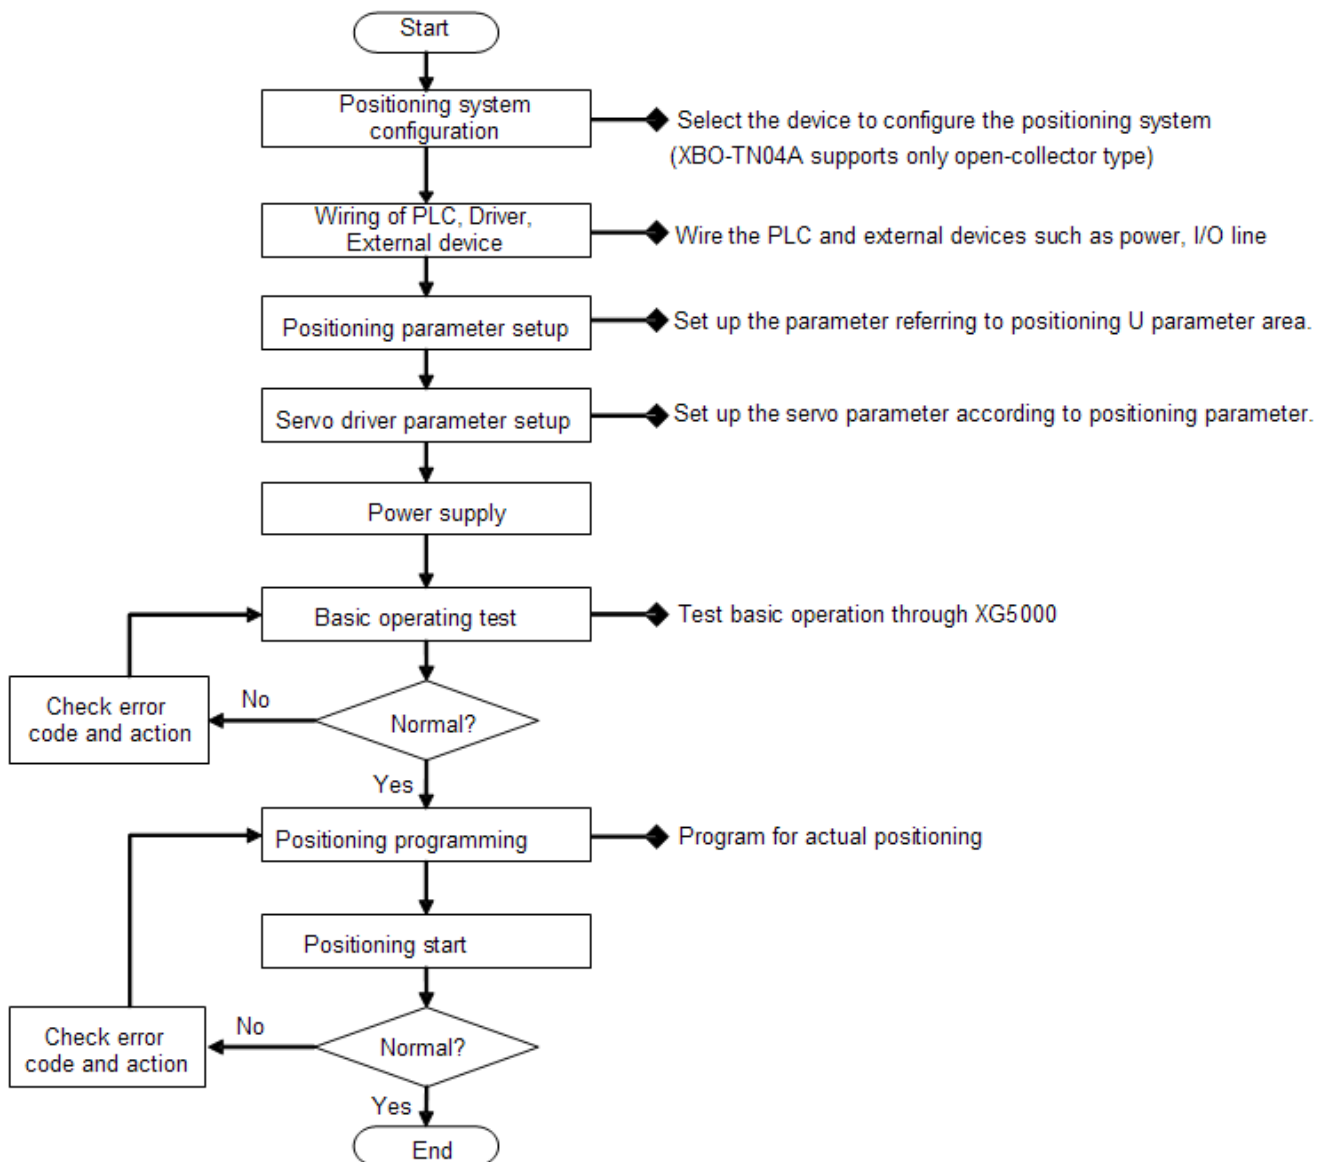 Start
Positioning system
configuration
Select the device to configure the positioning system
(XBO-TN04A supports only open-collector type)
Wiring of PLC, Driver,
External device
Wire the PLC and external devices such as power, I/O line
Positioning parameter setup
Set up the parameter referring to positioning U parameter area.
Servo driver parameter setup
Set up the servo parameter according to positioning parameter.
Power supply
Basic operating test
Test basic operation through XG5000
Check error
code and action
No
Normal?
Yes
Positioning programming
Program for actual positioning
Positioning start
Check error
code and action
No
Normal?
Yes
End